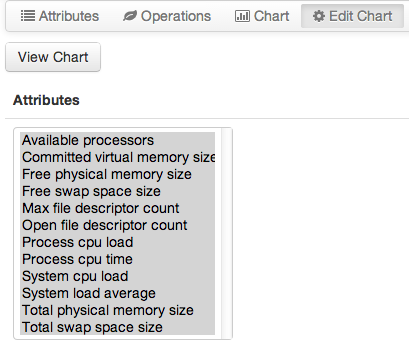 Attributes Operations Chart Edit Chart
View Chart
Attributes
Available processors
Committed virtual memory size
Free physical memory size
Free swap space size
Max file descriptor count
Open file descriptor count
Process cpu load
Process cpu time
System cpu load
System load average
Total physical memory size
Total swap space size